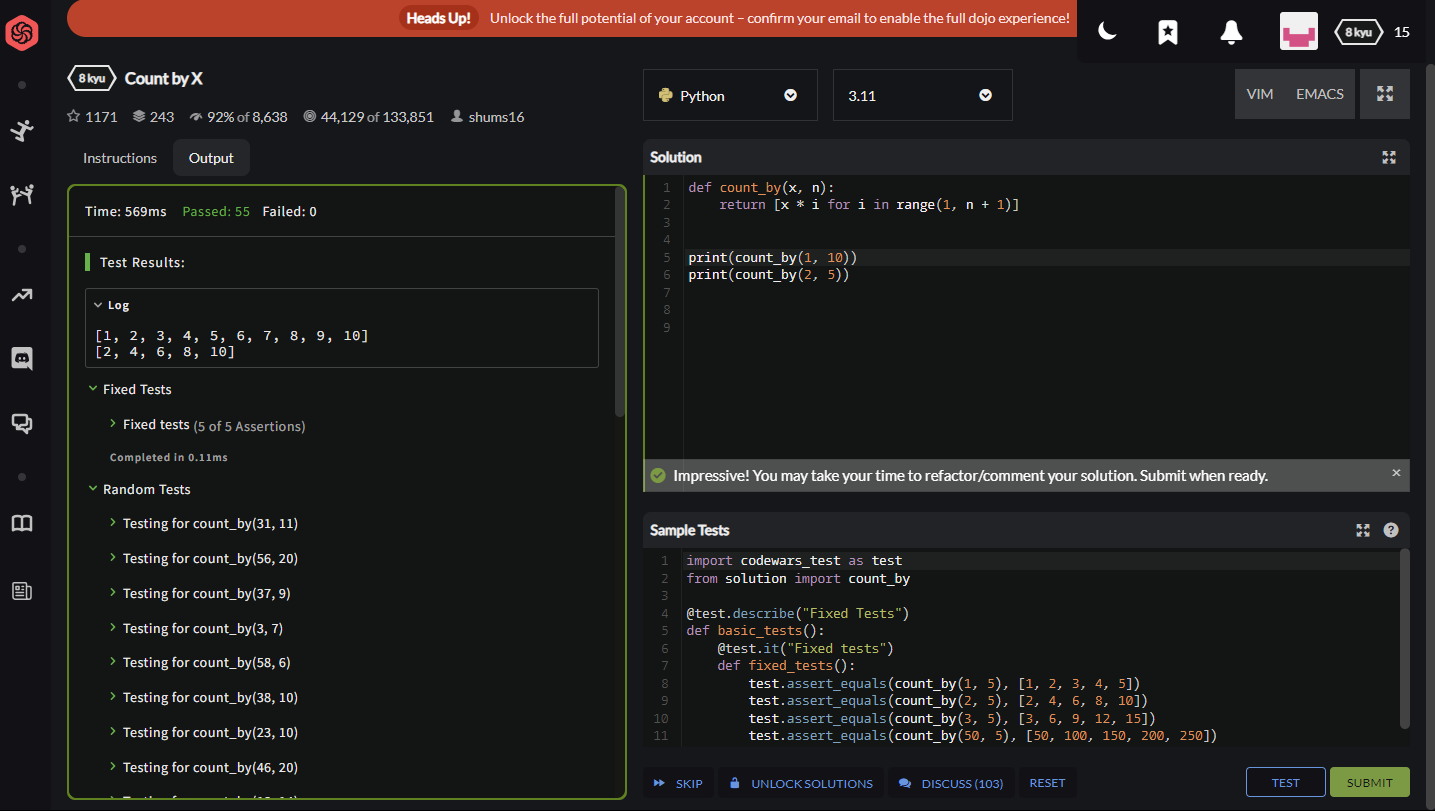 Heads Up! Unlock the full potential of your account – confirm your email to enable the full dojo experience!
8 kyu 15
8 kyu Count by X
1171 243 92% of 8,638 44,129 of 133,851 shums16
Instructions Output
Time: 569ms Passed: 55 Failed: 0
Test Results:
Log
[1, 2, 3, 4, 5, 6, 7, 8, 9, 10]
[2, 4, 6, 8, 10]
Fixed Tests
Fixed tests (5 of 5 Assertions)
Completed in 0.11ms
Random Tests
Testing for count_by(31, 11)
Testing for count_by(56, 20)
Testing for count_by(37, 9)
Testing for count_by(3, 7)
Testing for count_by(58, 6)
Testing for count_by(38, 10)
Testing for count_by(23, 10)
Testing for count_by(46, 20)
Python 3.11 VIM EMACS
Solution
1 def count_by(x, n):
2     return [x * i for i in range(1, n + 1)]
3
4
5 print(count_by(1, 10))
6 print(count_by(2, 5))
7
8
9
Impressive! You may take your time to refactor/comment your solution. Submit when ready. ×
Sample Tests ?
1 import codewars_test as test
2 from solution import count_by
3
4 @test.describe("Fixed Tests")
5 def basic_tests():
6     @test.it("Fixed tests")
7     def fixed_tests():
8         test.assert_equals(count_by(1, 5), [1, 2, 3, 4, 5])
9         test.assert_equals(count_by(2, 5), [2, 4, 6, 8, 10])
10         test.assert_equals(count_by(3, 5), [3, 6, 9, 12, 15])
11         test.assert_equals(count_by(50, 5), [50, 100, 150, 200, 250])
SKIP UNLOCK SOLUTIONS DISCUSS (103) RESET TEST SUBMIT